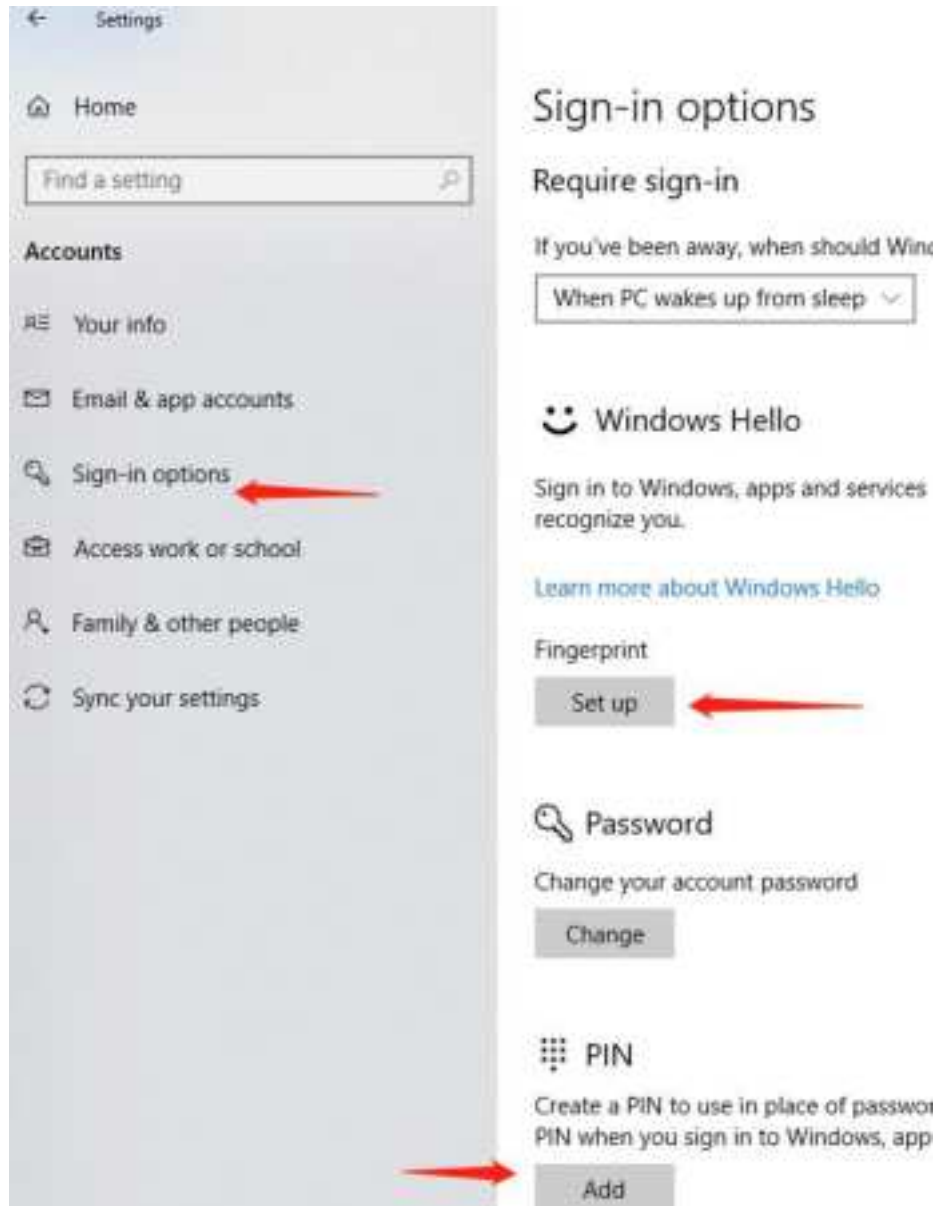 Settings
Home
Find a setting
Accounts
Your info
Email & app accounts
Sign-in options
Access work or school
Family & other people
Sync your settings
Sign-in options
Require sign-in
If you've been away, when should
When PC wakes up from sleep
Windows Hello
Sign in to Windows, apps and services
recognize you.
Learn more about Windows Hello
Fingerprint
Set up
Password
Change your account password
Change
PIN
Create a PIN to use in place of
PIN when you sign in to Windows,
Add